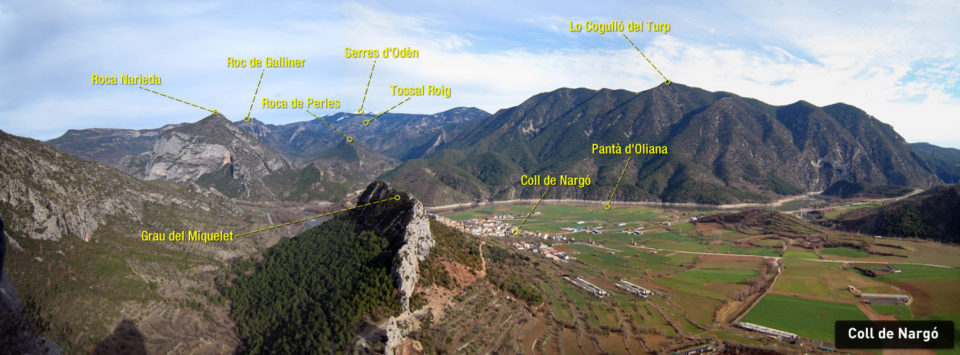 Lo Cogulló del Turp
Serres d'Odèn
Roc de Galliner
Roca Narieda
Tossal Roig
Roca de Perles
Pantà d'Oliana
Coll de Nargó
Grau del Miquelet
Coll de Nargó